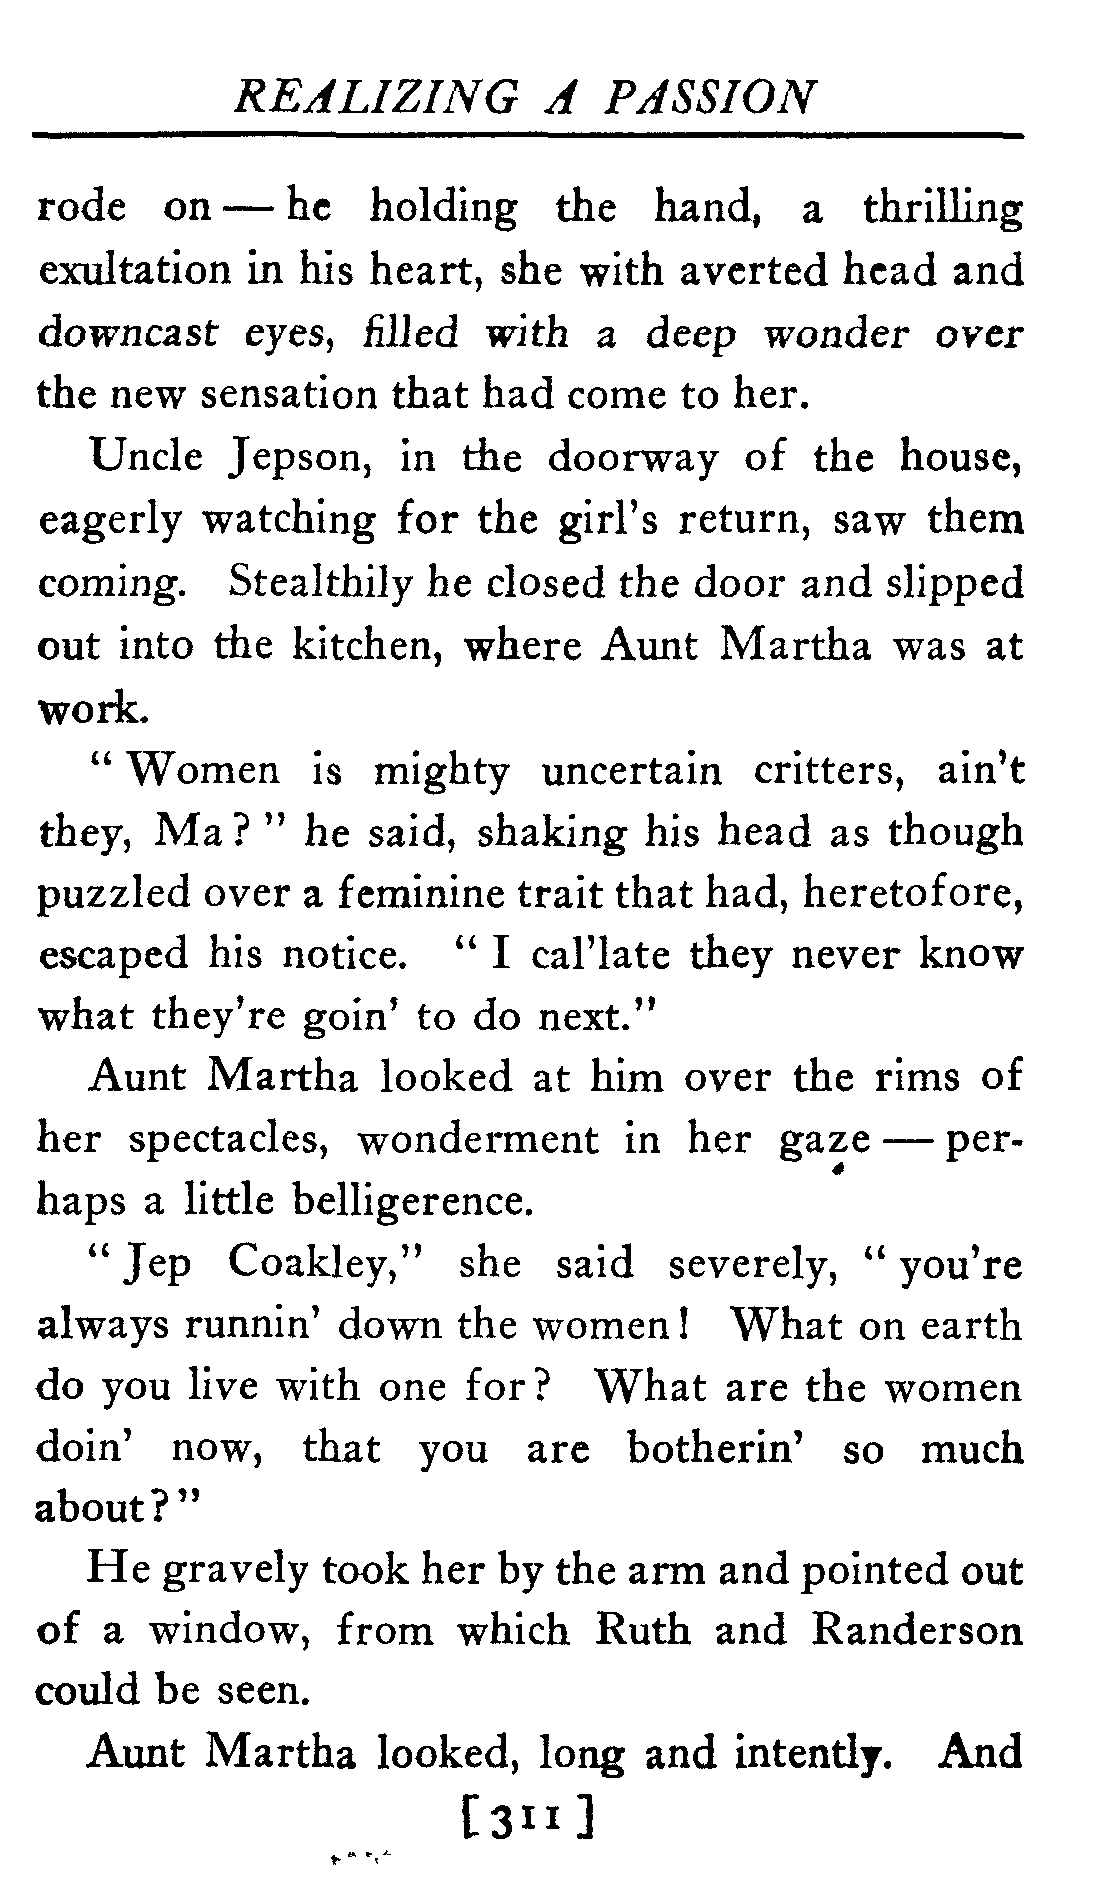 REALIZING A PASSION
rode on — he holding the hand, a thrilling
exultation in his heart, she with averted head and
downcast eyes, filled with a deep wonder over
the new sensation that had come to her.
Uncle Jepson, in the doorway of the house,
eagerly watching for the girl's return, saw them
coming. Stealthily he closed the door and slipped
out into the kitchen, where Aunt Martha was at
work.
“ Women is mighty uncertain critters, ain't
they, Ma? ” he said, shaking his head as though
puzzled over a feminine trait that had, heretofore,
escaped his notice. “ I cal'late they never know
what they're goin' to do next.”
Aunt Martha looked at him over the rims of
her spectacles, wonderment in her gaze — per-
haps a little belligerence.
“ Jep Coakley,” she said severely, “ you're
always runnin' down the women! What on earth
do you live with one for? What are the women
doin' now, that you are botherin' so much
about? ”
He gravely took her by the arm and pointed out
of a window, from which Ruth and Randerson
could be seen.
Aunt Martha looked, long and intently. And
[ 311 ]